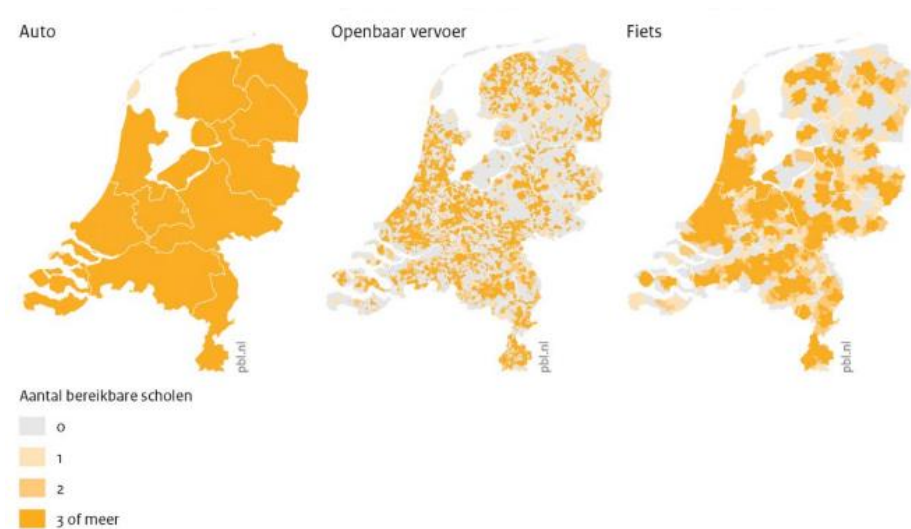 Auto
Openbaar vervoer
Fiets
pbl.nl
pbl.nl
pbl.nl
Aantal bereikbare scholen
0
1
2
3 of meer